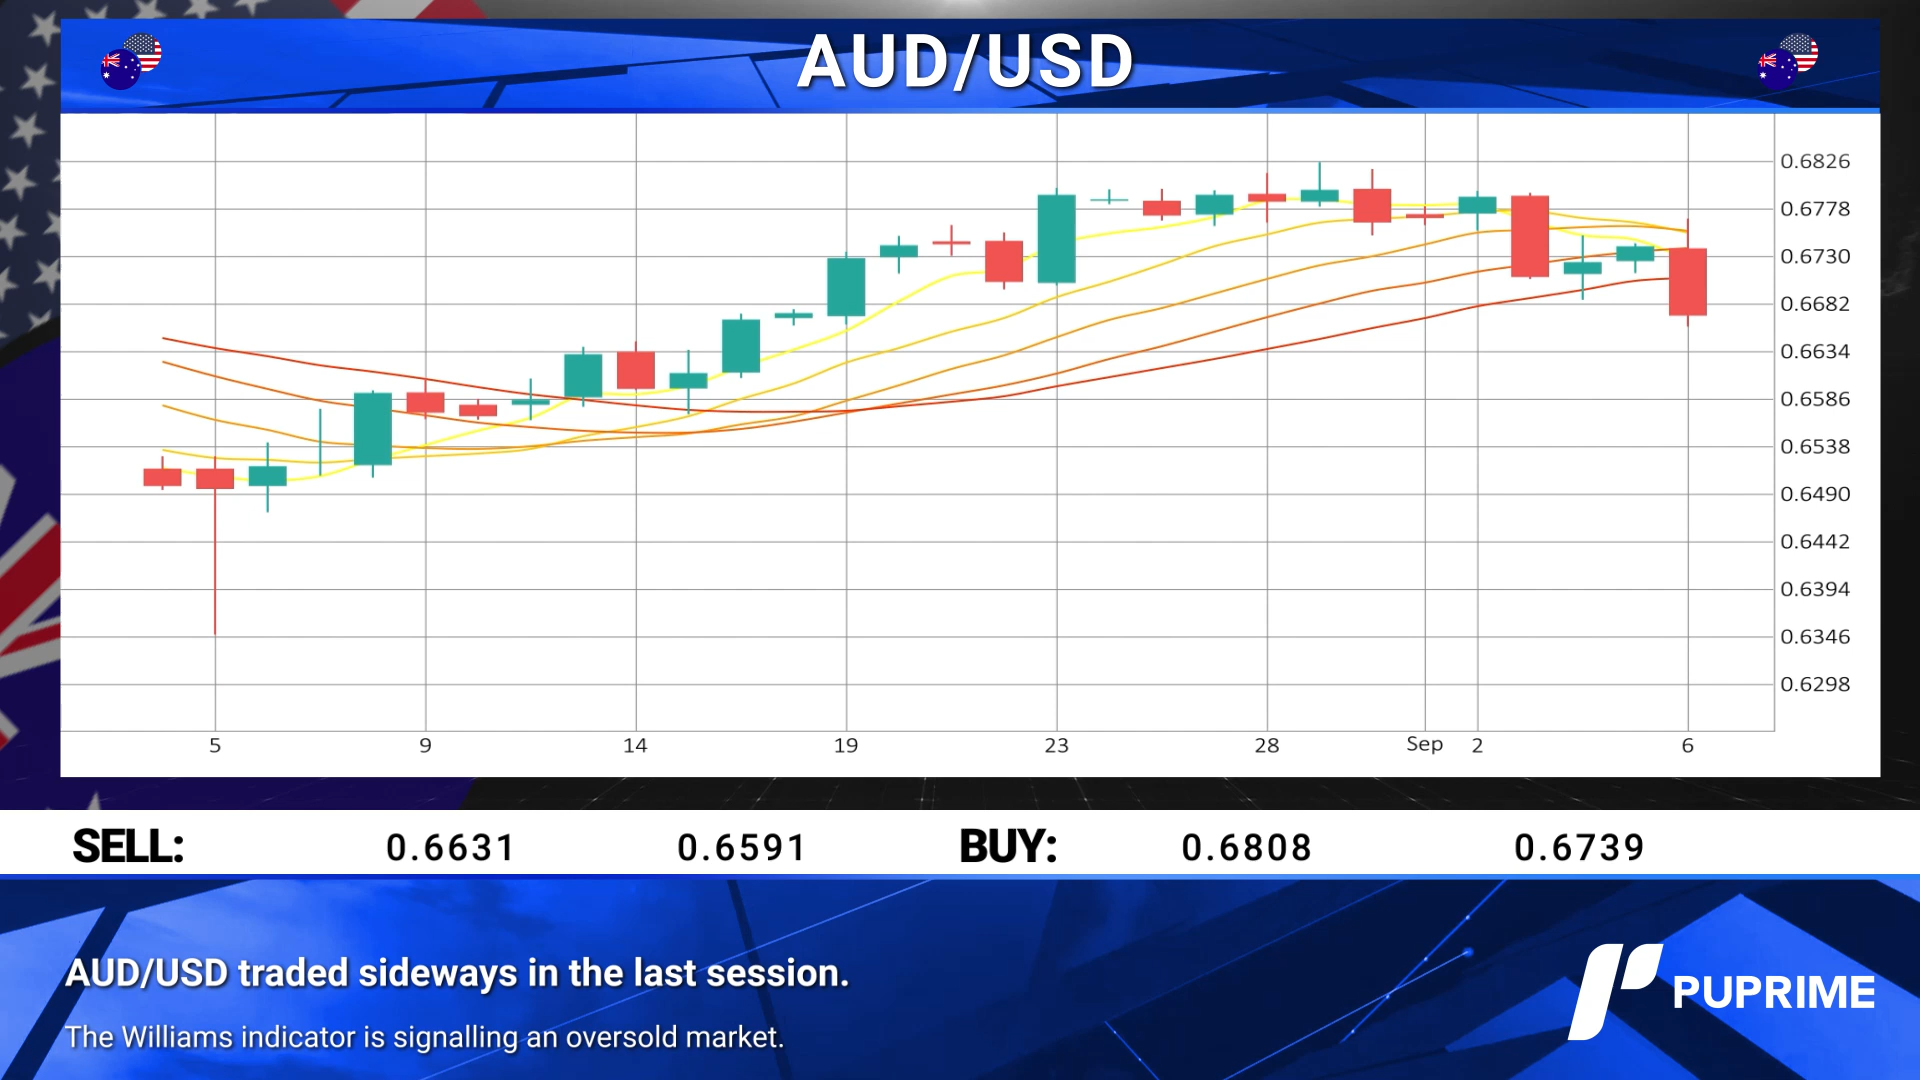 AUD/USD
0.6826
0.6778
0.6730
0.6682
0.6634
0.6586
0.6538
0.6490
0.6442
0.6394
0.6346
0.6298
5 9 14 19 23 28 Sep 2 6
SELL: 0.6631 0.6591 BUY: 0.6808 0.6739
AUD/USD traded sideways in the last session.
The Williams indicator is signalling an oversold market.
PUPRIME